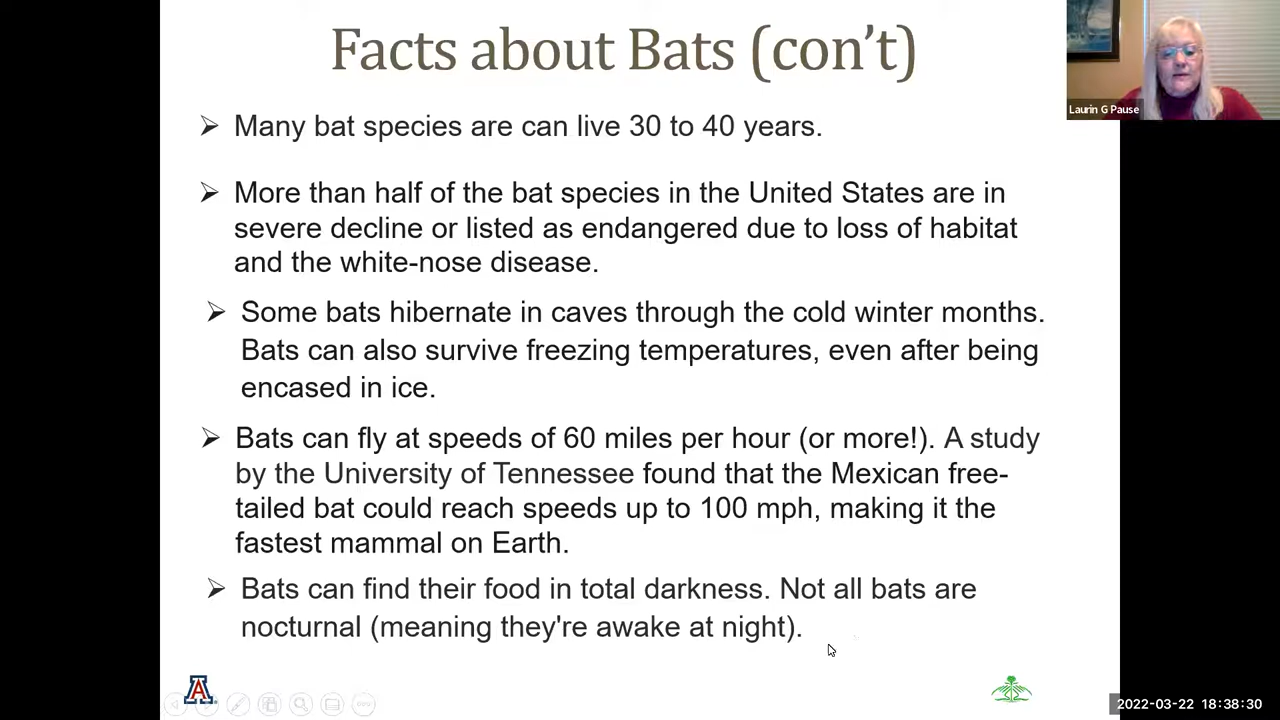 Facts about Bats (con't)
Laurin G Pause
Many bat species are can live 30 to 40 years.
More than half of the bat species in the United States are in
severe decline or listed as endangered due to loss of habitat
and the white-nose disease.
Some bats hibernate in caves through the cold winter months.
Bats can also survive freezing temperatures, even after being
encased in ice.
Bats can fly at speeds of 60 miles per hour (or more!). A study
by the University of Tennessee found that the Mexican free-
tailed bat could reach speeds up to 100 mph, making it the
fastest mammal on Earth.
Bats can find their food in total darkness. Not all bats are
nocturnal (meaning they're awake at night).
A
2022-03-22 18:38:30